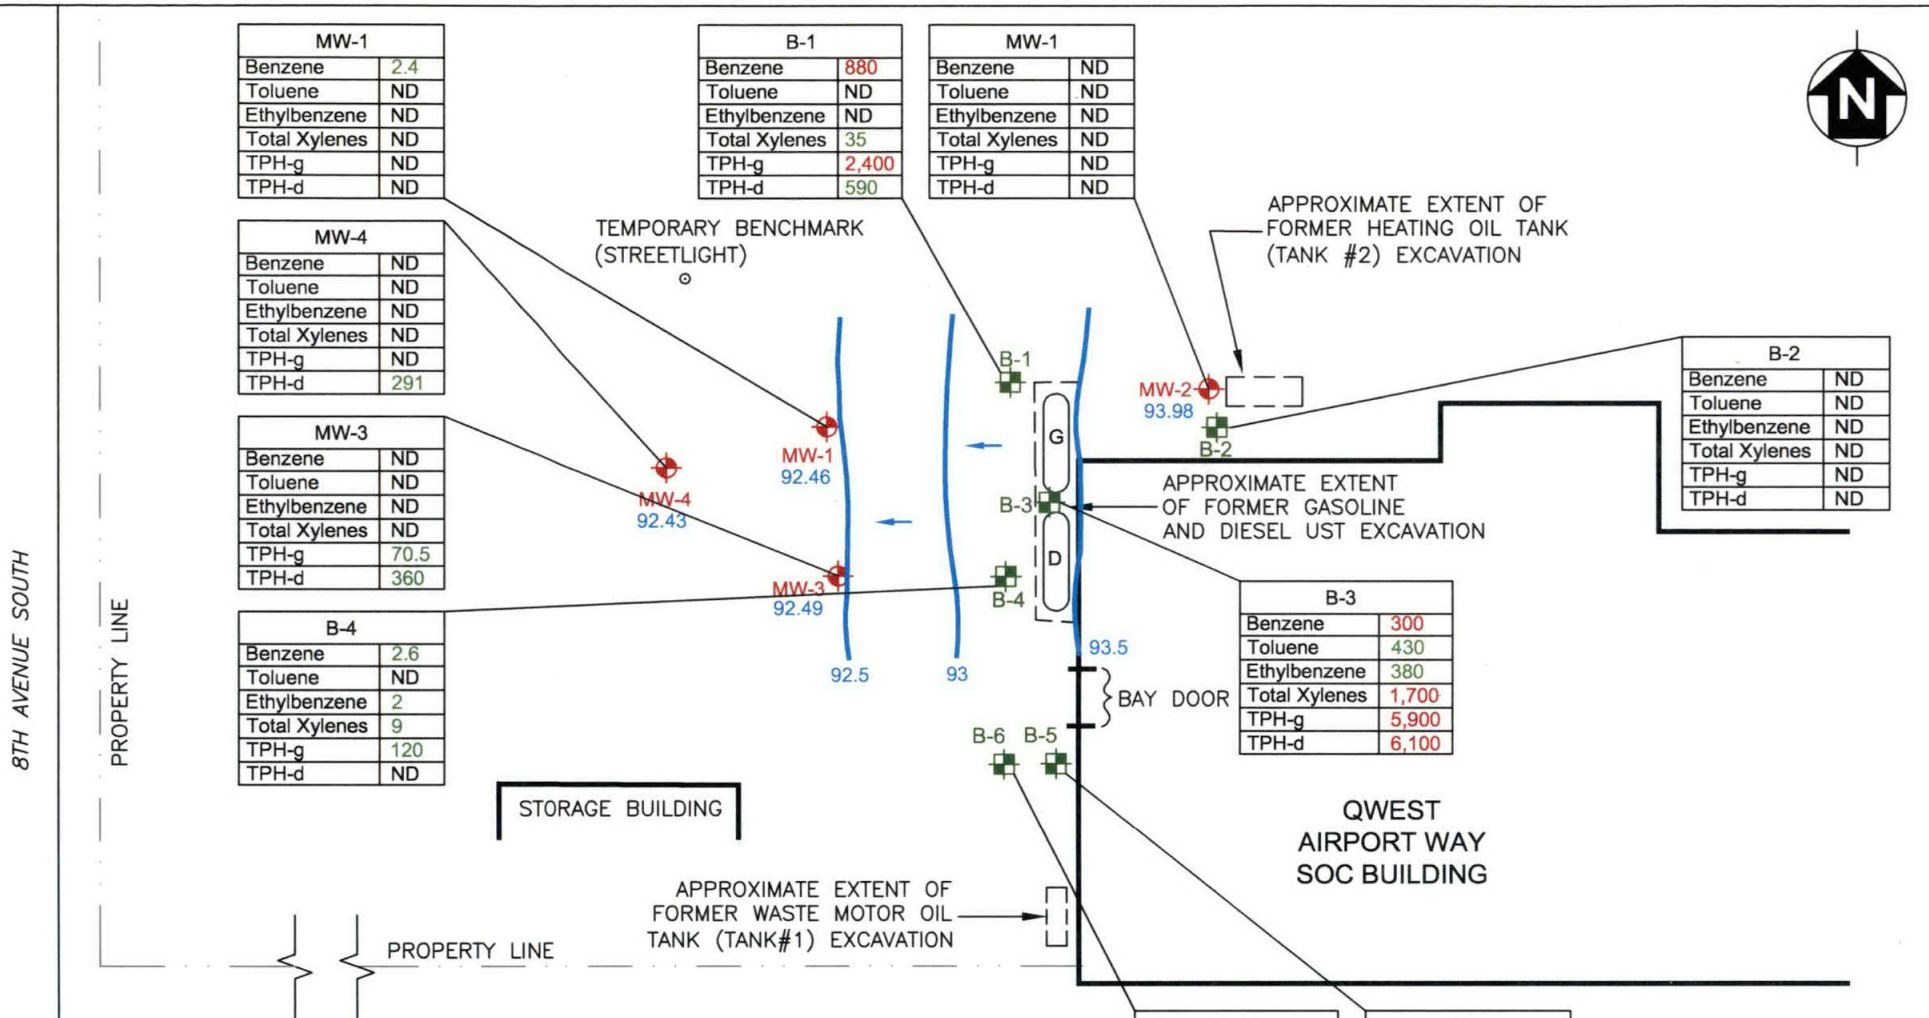 MW-1
Benzene 2.4
Toluene ND
Ethylbenzene ND
Total Xylenes ND
TPH-g ND
TPH-d ND
B-1
Benzene 880
Toluene ND
Ethylbenzene ND
Total Xylenes 35
TPH-g 2,400
TPH-d 590
MW-1
Benzene ND
Toluene ND
Ethylbenzene ND
Total Xylenes ND
TPH-g ND
TPH-d ND
N
MW-4
Benzene ND
Toluene ND
Ethylbenzene ND
Total Xylenes ND
TPH-g ND
TPH-d 291
TEMPORARY BENCHMARK
(STREETLIGHT)
APPROXIMATE EXTENT OF
FORMER HEATING OIL TANK
(TANK #2) EXCAVATION
B-2
Benzene ND
Toluene ND
Ethylbenzene ND
Total Xylenes ND
TPH-g ND
TPH-d ND
B-1
MW-2
93.98
B-2
G
MW-1
92.46
MW-4
92.43
MW-3
Benzene ND
Toluene ND
Ethylbenzene ND
Total Xylenes ND
TPH-g 70.5
TPH-d 360
B-3
APPROXIMATE EXTENT
OF FORMER GASOLINE
AND DIESEL UST EXCAVATION
D
MW-3
92.49
B-4
B-4
Benzene 2.6
Toluene ND
Ethylbenzene 2
Total Xylenes 9
TPH-g 120
TPH-d ND
B-3
Benzene 300
Toluene 430
Ethylbenzene 380
Total Xylenes 1,700
TPH-g 5,900
TPH-d 6,100
92.5
93
93.5
BAY DOOR
B-6
B-5
8TH AVENUE SOUTH
PROPERTY LINE
STORAGE BUILDING
QWEST
AIRPORT WAY
SOC BUILDING
APPROXIMATE EXTENT OF
FORMER WASTE MOTOR OIL
TANK (TANK#1) EXCAVATION
PROPERTY LINE